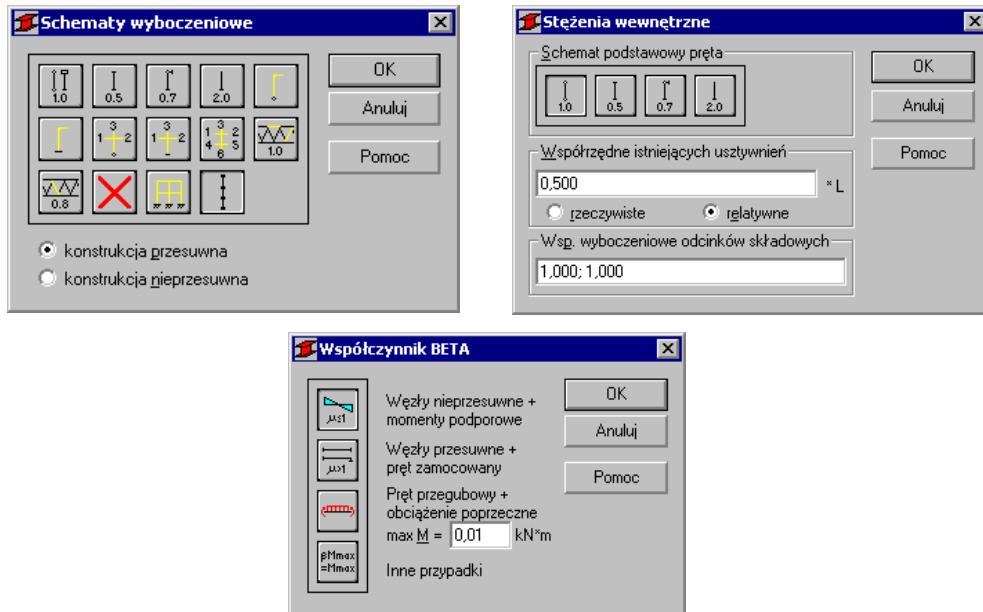 Schematy wyboczeniowe
1.0 0.5 0.7 2.0
3 3 3
1 2 1 2 1 2
4 5
6
1.0
0.8
OK
Anuluj
Pomoc
konstrukcja przesuwna
konstrukcja nieprzesuwna
Stężenia wewnętrzne
Schemat podstawowy pręta
1.0 0.5 0.7 2.0
Współrzędne istniejących usztywnień
0,500 * L
rzeczywiste relatywne
Wsp. wyboczeniowe odcinków składowych
1,000; 1,000
OK
Anuluj
Pomoc
Współczynnik BETA
μ≤1
Węzły nieprzesuwne +
momenty podporowe
μ>1
Węzły przesuwne +
pręt zamocowany
Pręt przegubowy +
obciążenie poprzeczne
max M = 0,01 kN*m
βMmax
=Mmax
Inne przypadki
OK
Anuluj
Pomoc